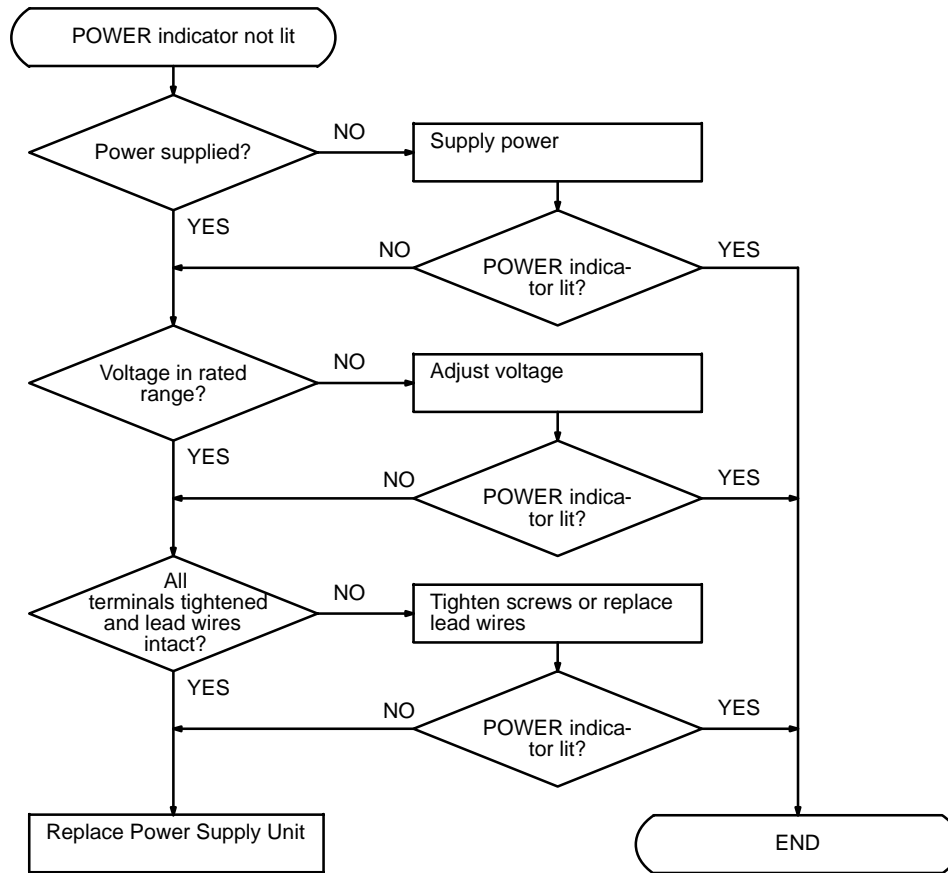 POWER indicator not lit
NO
Power supplied?
Supply power
YES
NO
YES
POWER indica-
tor lit?
NO
Voltage in rated
range?
Adjust voltage
YES
NO
YES
POWER indica-
tor lit?
All
terminals tightened
and lead wires
intact?
NO
Tighten screws or replace
lead wires
YES
NO
YES
POWER indica-
tor lit?
Replace Power Supply Unit
END